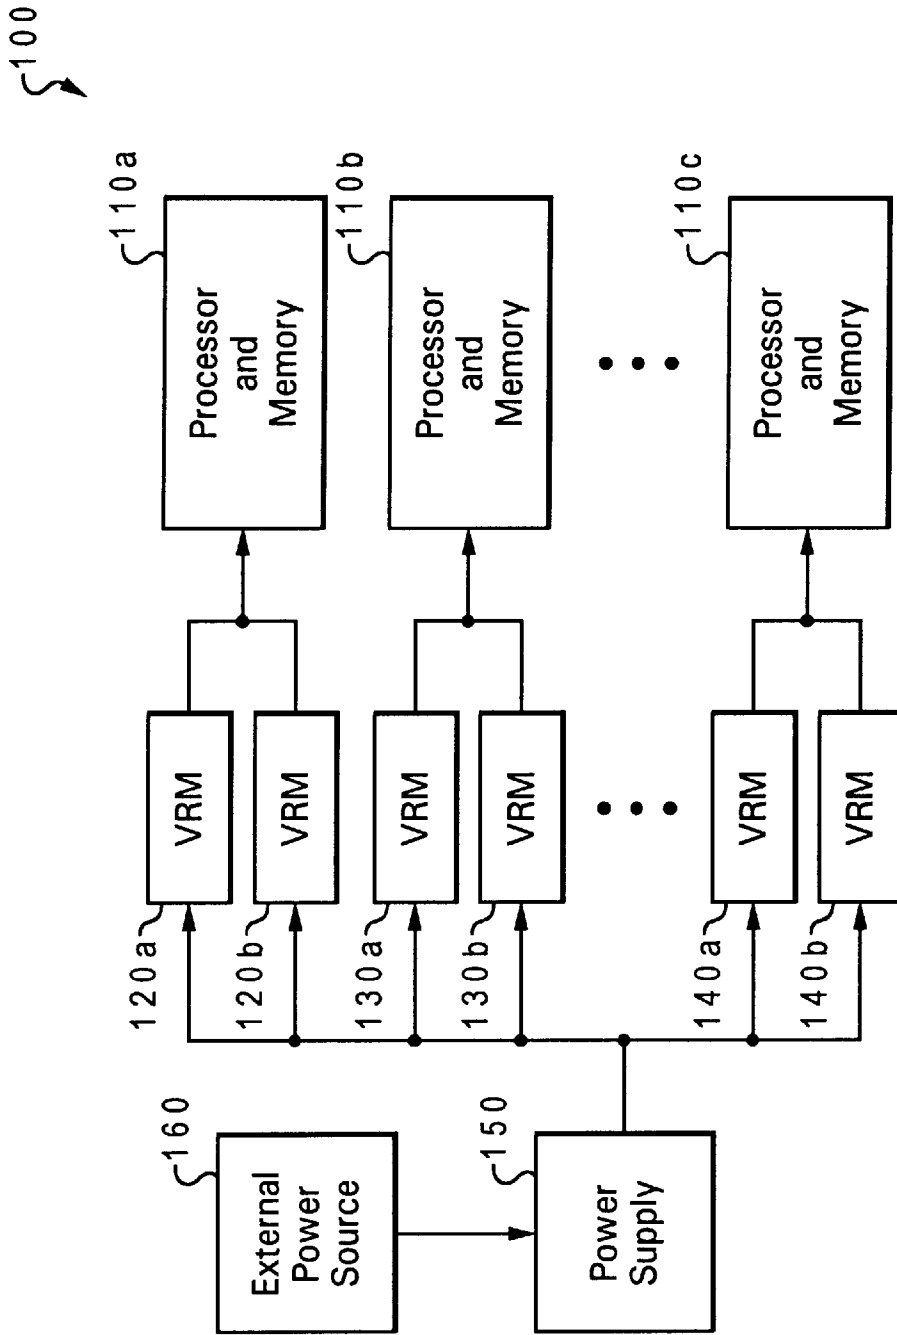 100
160
External
Power
Source
150
Power
Supply
120a
VRM
120b
VRM
110a
Processor
and
Memory
130a
VRM
130b
VRM
110b
Processor
and
Memory
140a
VRM
140b
VRM
110c
Processor
and
Memory